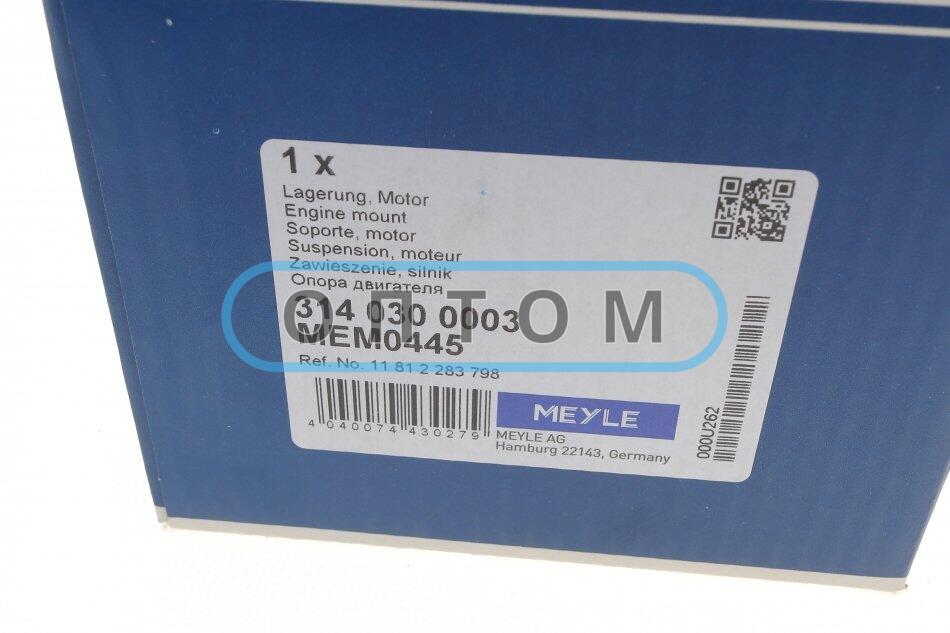 1 x
Lagerung, Motor
Engine mount
Soporte, motor
Suspension, moteur
Zawieszenie, silnik
Опора двигателя
314 030 0003
MEM0445
Ref. No. 11 81 2 283 798
4 040074 430279
MEYLE
MEYLE AG
Hamburg 22143, Germany
000U262
ОПТОМ